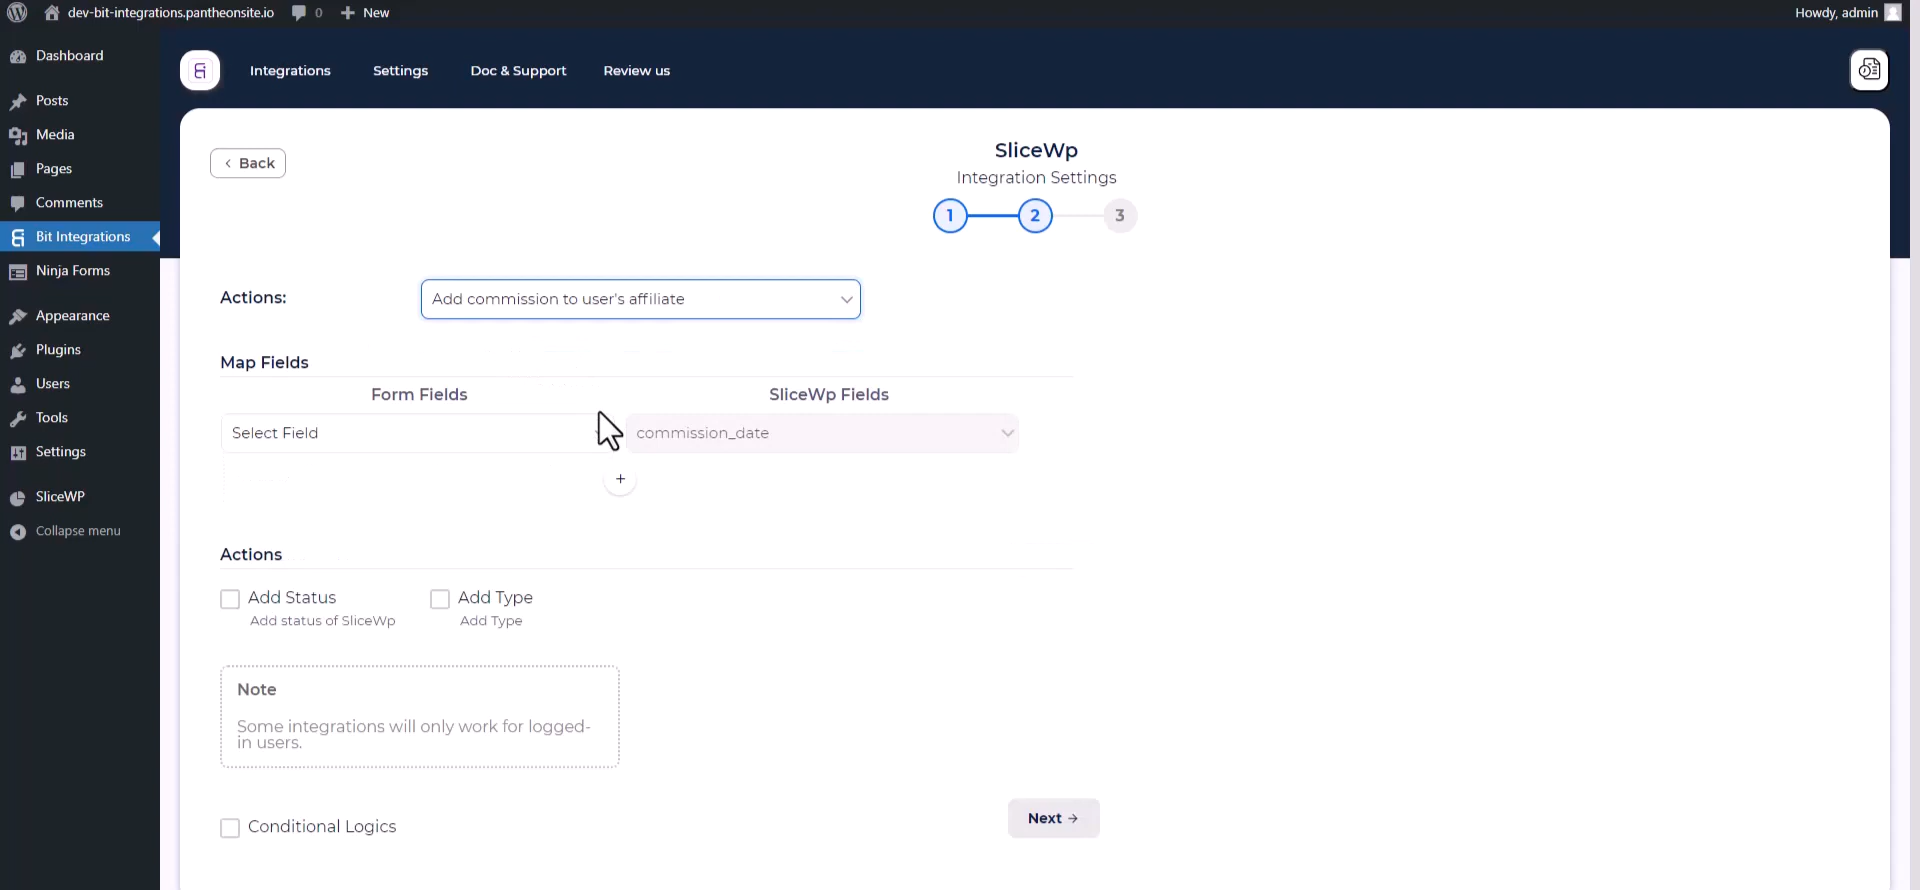 dev-bit-integrations.pantheonsite.io
0
New
Howdy, admin
Dashboard
Posts
Media
Pages
Comments
Bit Integrations
Ninja Forms
Appearance
Plugins
Users
Tools
Settings
SliceWP
Collapse menu
Integrations
Settings
Doc & Support
Review us
Back
SliceWp
Integration Settings
1
2
3
Actions:
Add commission to user's affiliate
Map Fields
Form Fields
SliceWp Fields
Select Field
commission_date
+
Actions
Add Status
Add Type
Add status of SliceWp
Add Type
Note
Some integrations will only work for logged-
in users.
Conditional Logics
Next